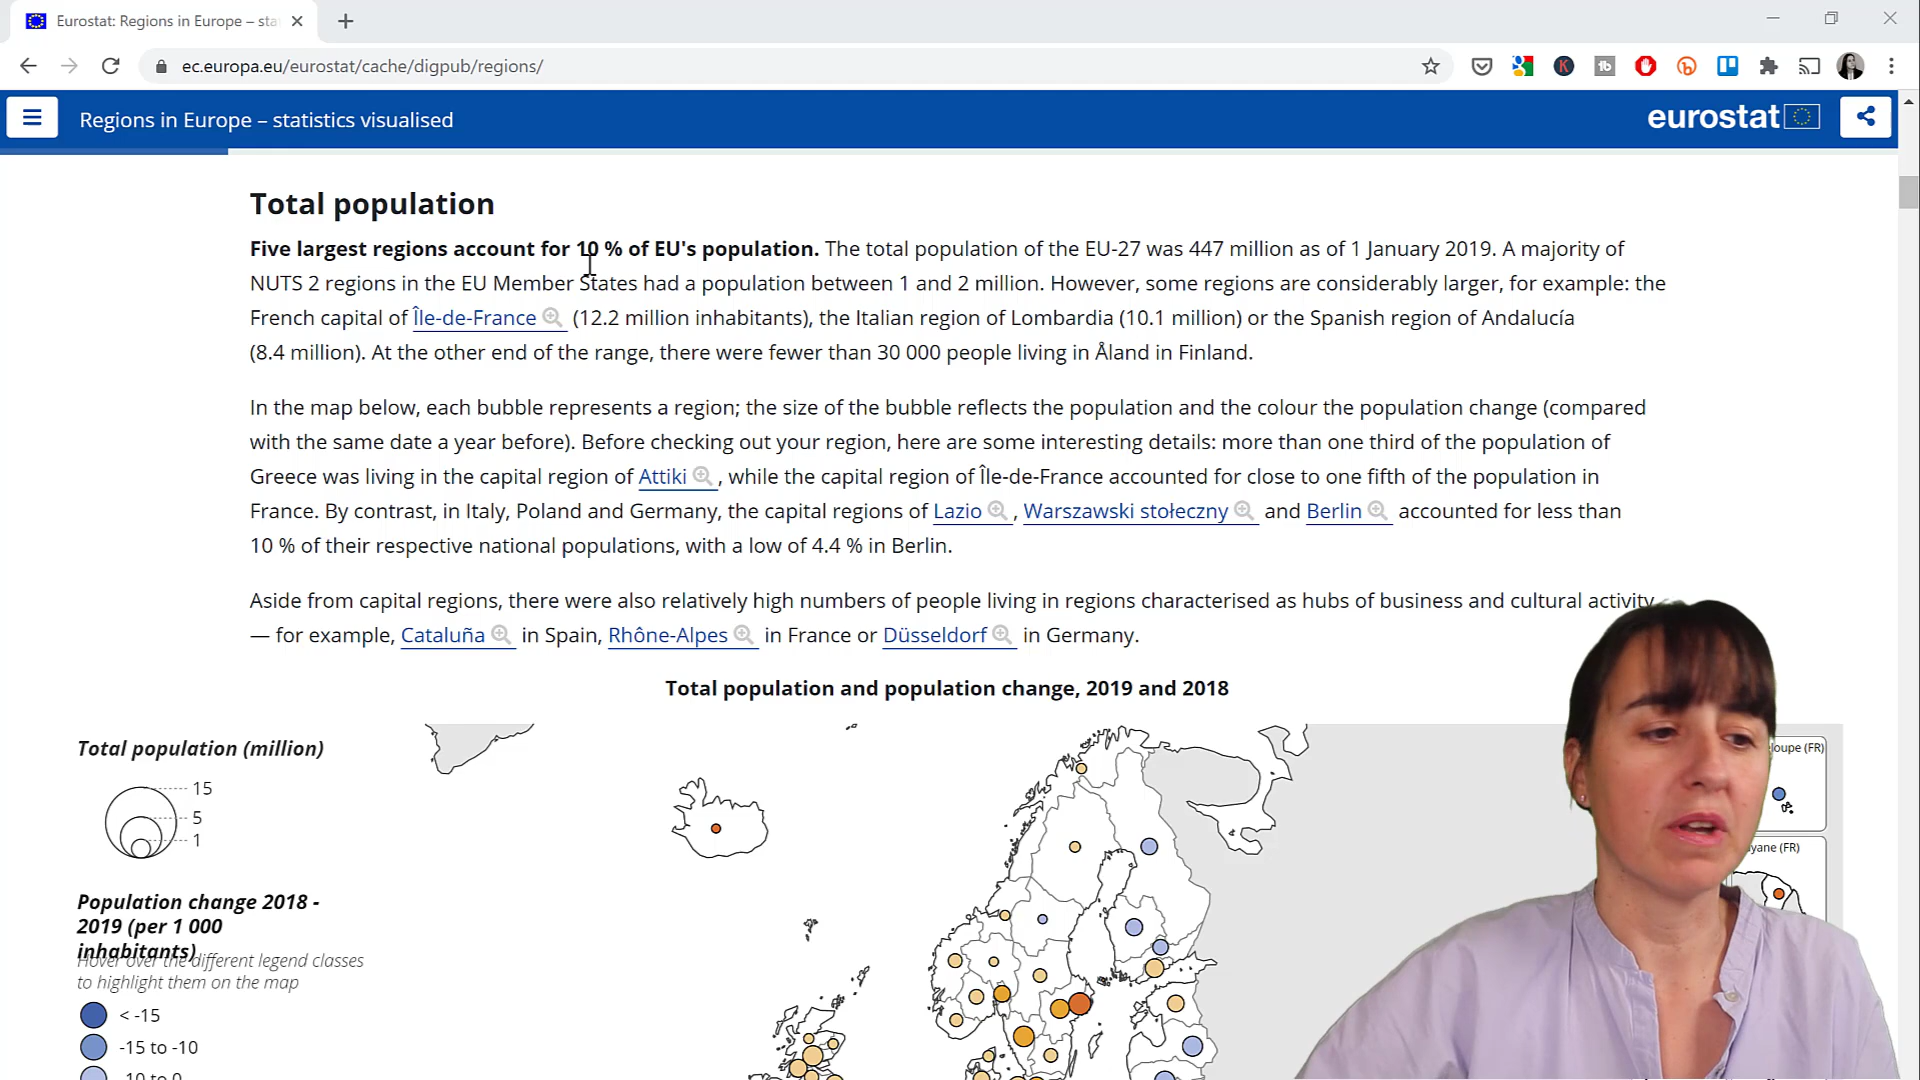 Eurostat: Regions in Europe – sta
ec.europa.eu/eurostat/cache/digpub/regions/
Regions in Europe – statistics visualised
eurostat
Total population
Five largest regions account for 10 % of EU's population. The total population of the EU-27 was 447 million as of 1 January 2019. A majority of
NUTS 2 regions in the EU Member States had a population between 1 and 2 million. However, some regions are considerably larger, for example: the
French capital of Île-de-France (12.2 million inhabitants), the Italian region of Lombardia (10.1 million) or the Spanish region of Andalucía
(8.4 million). At the other end of the range, there were fewer than 30 000 people living in Åland in Finland.
In the map below, each bubble represents a region; the size of the bubble reflects the population and the colour the population change (compared
with the same date a year before). Before checking out your region, here are some interesting details: more than one third of the population of
Greece was living in the capital region of Attiki , while the capital region of Île-de-France accounted for close to one fifth of the population in
France. By contrast, in Italy, Poland and Germany, the capital regions of Lazio , Warszawski stołeczny and Berlin accounted for less than
10 % of their respective national populations, with a low of 4.4 % in Berlin.
Aside from capital regions, there were also relatively high numbers of people living in regions characterised as hubs of business and cultural activity
— for example, Cataluña in Spain, Rhône-Alpes in France or Düsseldorf in Germany.
Total population and population change, 2019 and 2018
Total population (million)
15
5
1
Population change 2018 -
2019 (per 1 000
inhabitants)
Hover over the different legend classes
to highlight them on the map
< -15
-15 to -10
-10 to 0
loupe (FR)
yane (FR)